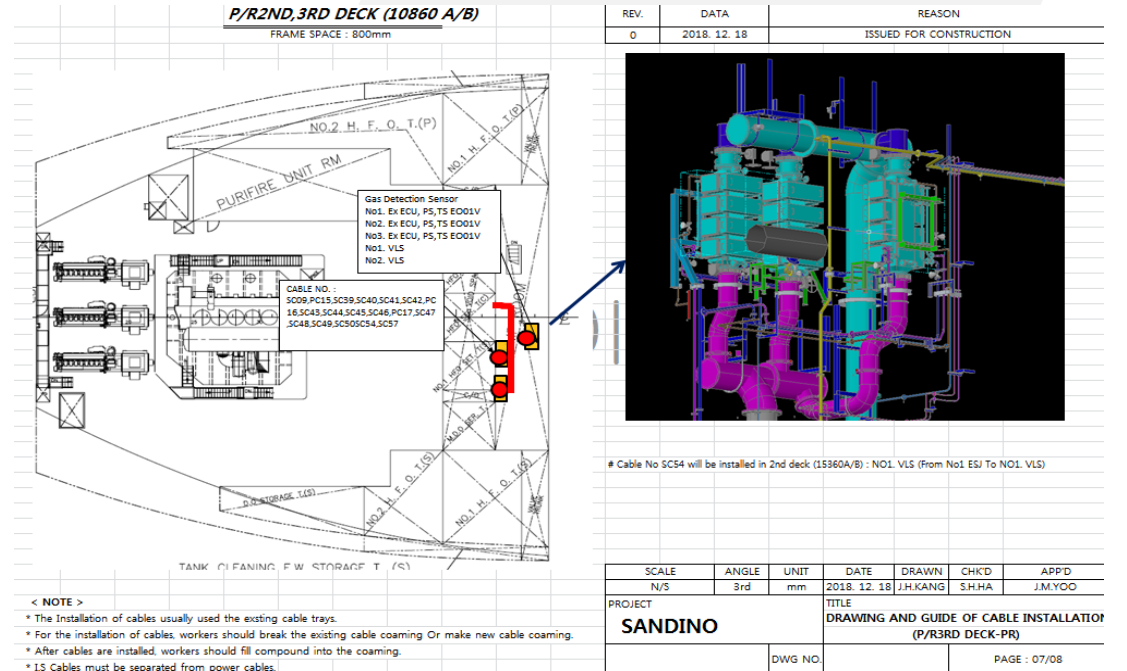 P/R2ND,3RD DECK (10860 A/B)
FRAME SPACE : 800mm
REV.
DATA
REASON
0
2018. 12. 18
ISSUED FOR CONSTRUCTION
NO.2 H. F. O. T.(P)
NO.1 H. F. O. T.(P)
PURIFIRE UNIT RM
Gas Detection Sensor
No1. Ex ECU, PS,TS EO01V
No2. Ex ECU, PS,TS EO01V
No3. Ex ECU, PS,TS EO01V
No1. VLS
No2. VLS
CABLE NO. :
SC09,PC15,SC39,SC40,SC41,SC42,PC
16,SC43,SC44,SC45,SC46,PC17,SC47
,SC48,SC49,SC50SC54,SC57
M.D.O SER. T.
D.O STORAGE T.(S)
NO.2 H. F. O. T.(S)
NO.1 H. F. O. T.(S)
TANK CLEANING F.W STORAGE T. (S)
# Cable No SC54 will be installed in 2nd deck (15360A/B) : NO1. VLS (From No1 ESJ To NO1. VLS)
< NOTE >
* The Installation of cables usually used the exsting cable trays.
* For the installation of cables, workers should break the existing cable coaming Or make new cable coaming.
* After cables are installed, workers should fill compound into the coaming.
* I.S Cables must be separated from power cables.
SCALE
ANGLE
UNIT
DATE
DRAWN
CHK'D
APP'D
N/S
3rd
mm
2018. 12. 18
J.H.KANG
S.H.HA
J.M.YOO
PROJECT
SANDINO
TITLE
DRAWING AND GUIDE OF CABLE INSTALLATION
(P/R3RD DECK-PR)
DWG NO.
PAGE : 07/08